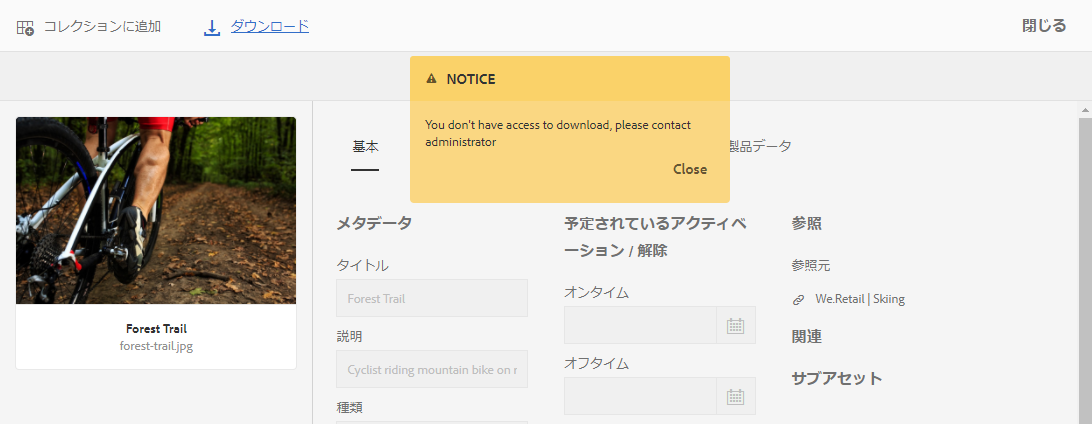 コレクションに追加
ダウンロード
閉じる
NOTICE
You don't have access to download, please contact
administrator
Close
基本
製品データ
Forest Trail
forest-trail.jpg
メタデータ
タイトル
Forest Trail
説明
Cyclist riding mountain bike on r
種類
予定されているアクティベ
ーション / 解除
オンタイム
オフタイム
参照
参照元
We.Retail | Skiing
関連
サブアセット